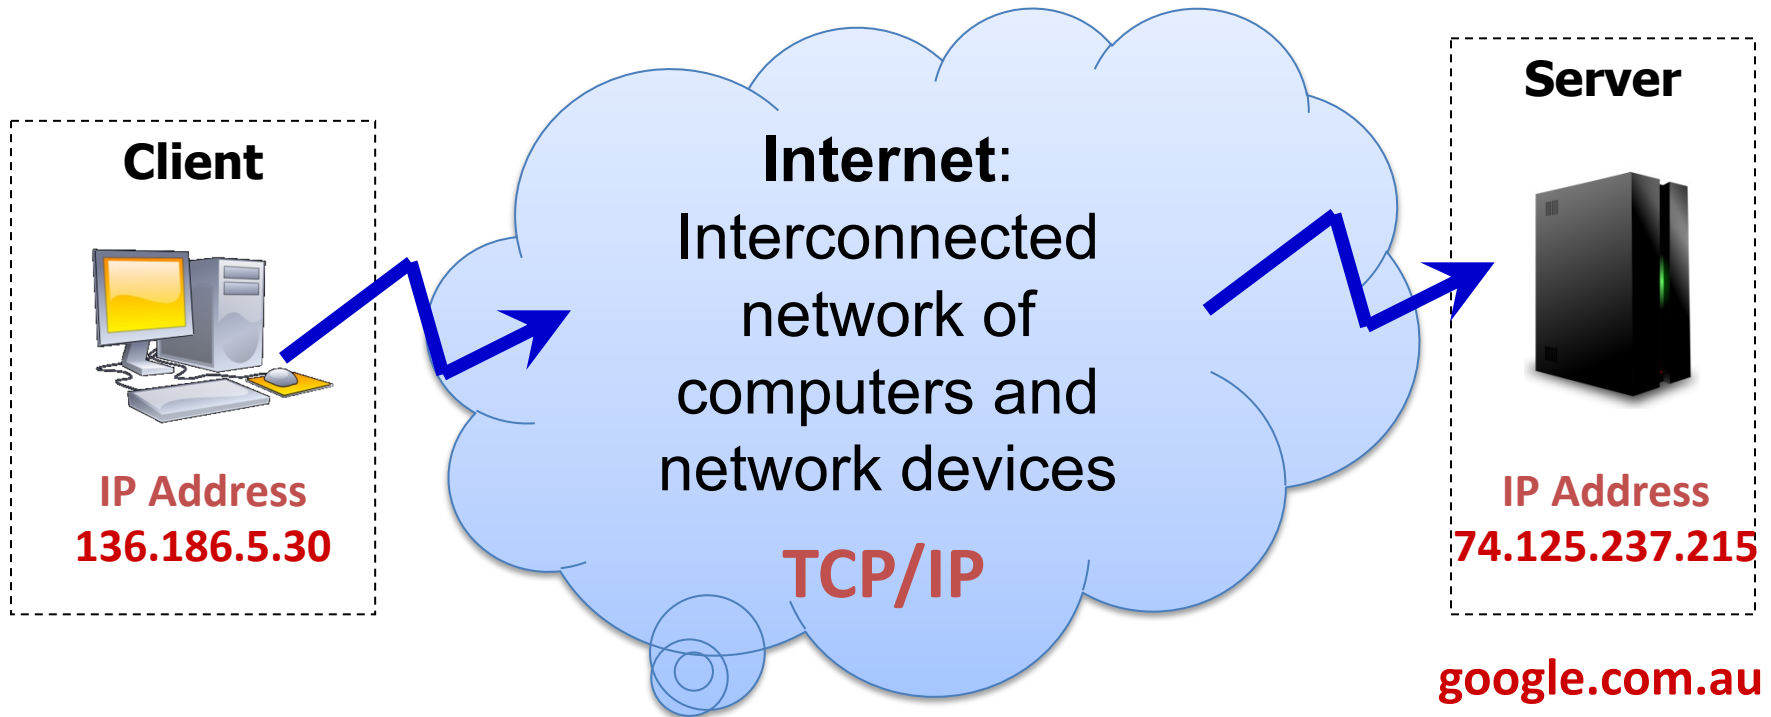 Client
IP Address
136.186.5.30
Internet:
Interconnected
network of
computers and
network devices
TCP/IP
Server
IP Address
74.125.237.215
google.com.au